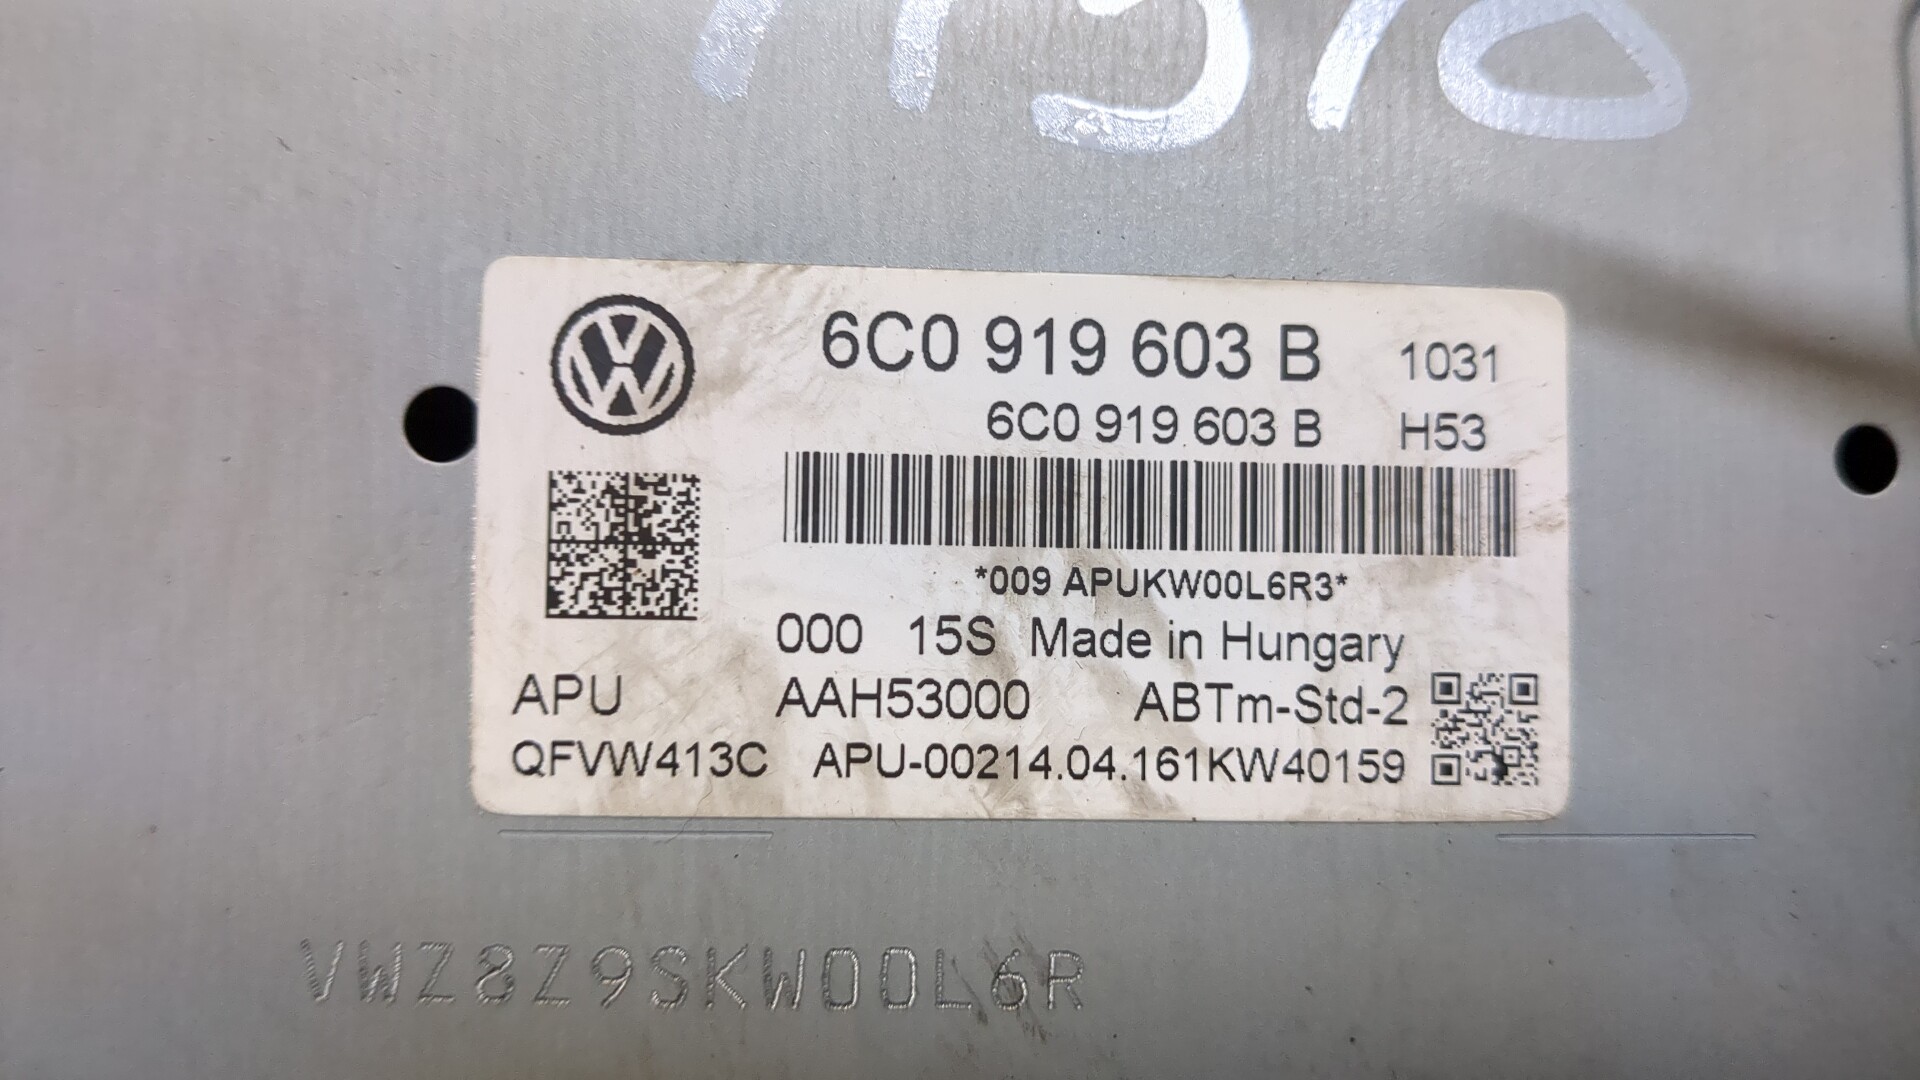 6C0 919 603 B 1031
6C0 919 603 B H53
*009 APUKW00L6R3*
000 15S Made in Hungary
APU AAH53000 ABTm-Std-2
QFVW413C APU-00214.04.161KW40159
VWZ8Z9SKW00L6R